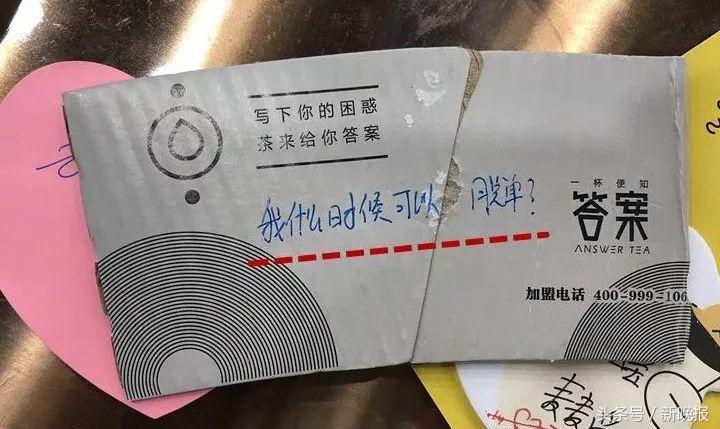 写下你的困惑
茶来给你答案
我什么时候可以脱单?
一杯便知
答案
ANSWER TEA
加盟电话 400-999-106
麦
头条号/新晚报